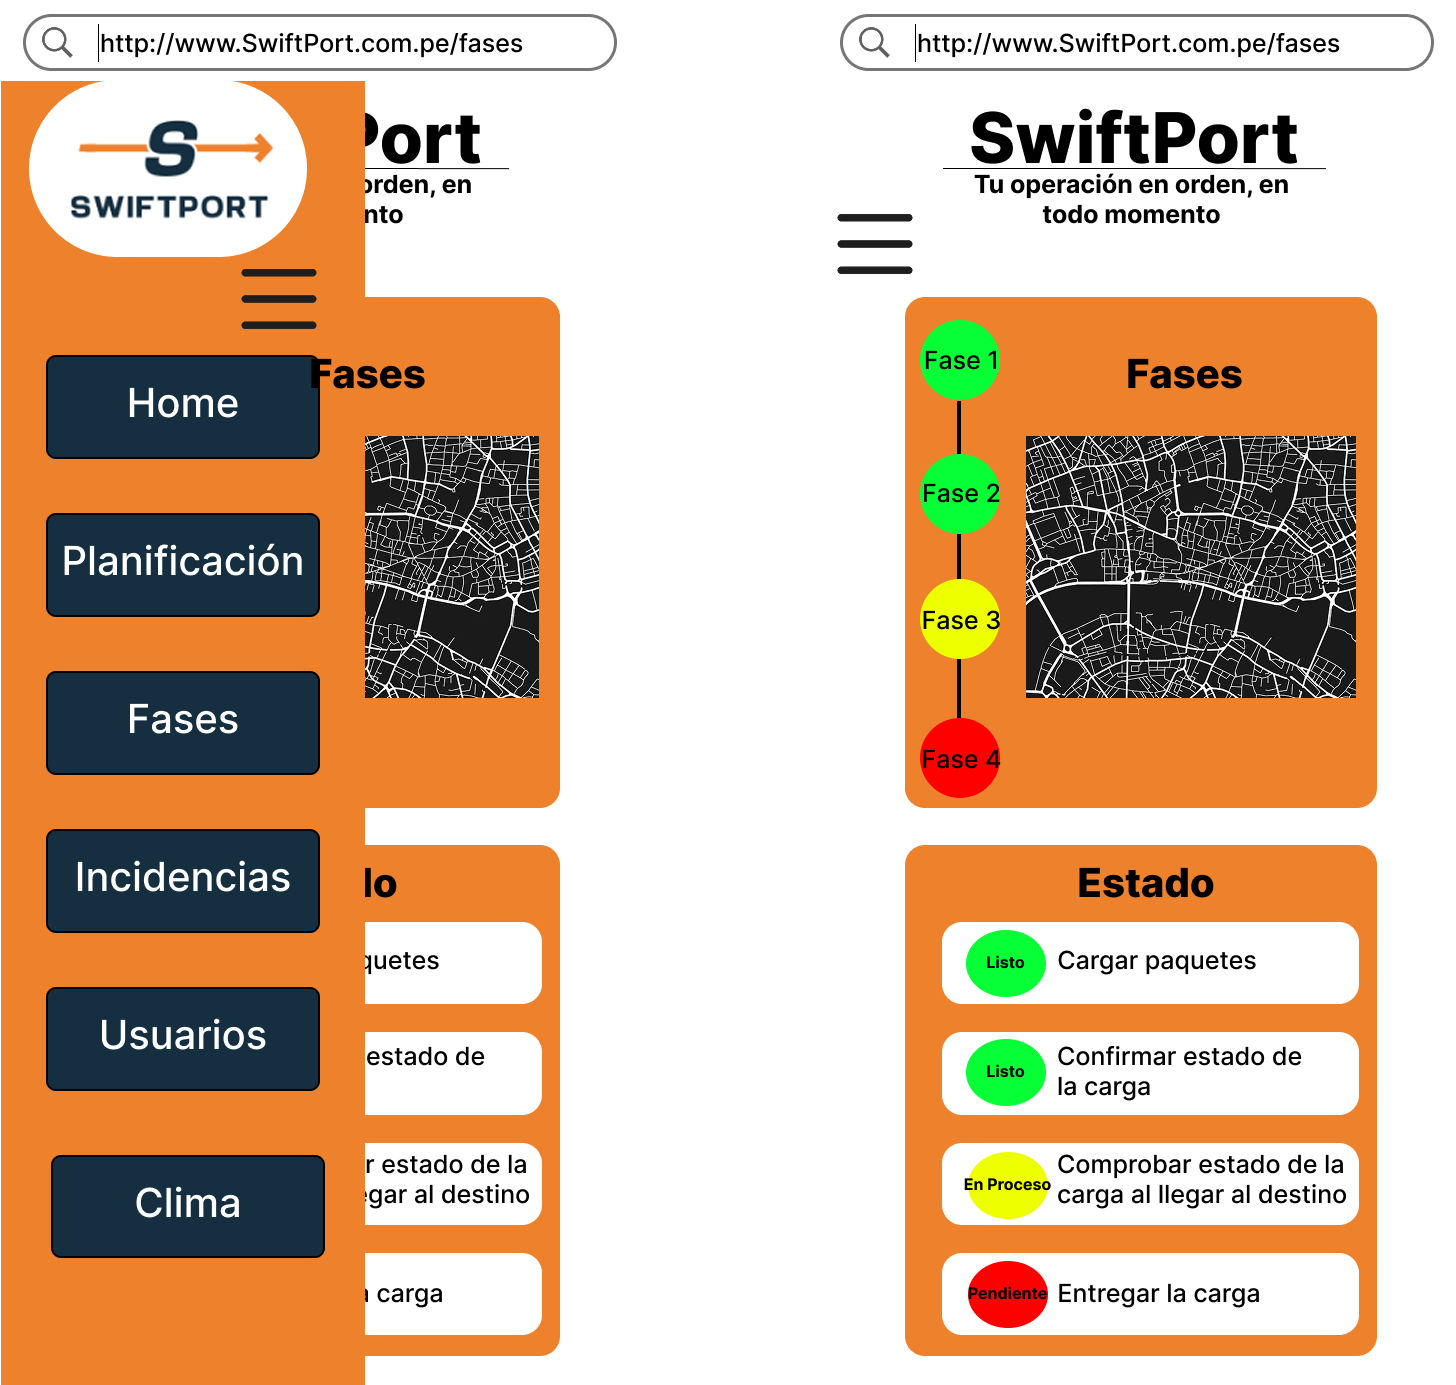 http://www.SwiftPort.com.pe/fases
S
SWIFTPORT
Port
orden, en
nto
Home
Planificación
Fases
Incidencias
Usuarios
Clima
Fases
do
quetes
estado de
r estado de la
egar al destino
a carga
http://www.SwiftPort.com.pe/fases
SwiftPort
Tu operación en orden, en
todo momento
Fase 1
Fases
Fase 2
Fase 3
Fase 4
Estado
Listo
Cargar paquetes
Listo
Confirmar estado de
la carga
En Proceso
Comprobar estado de la
carga al llegar al destino
Pendiente
Entregar la carga